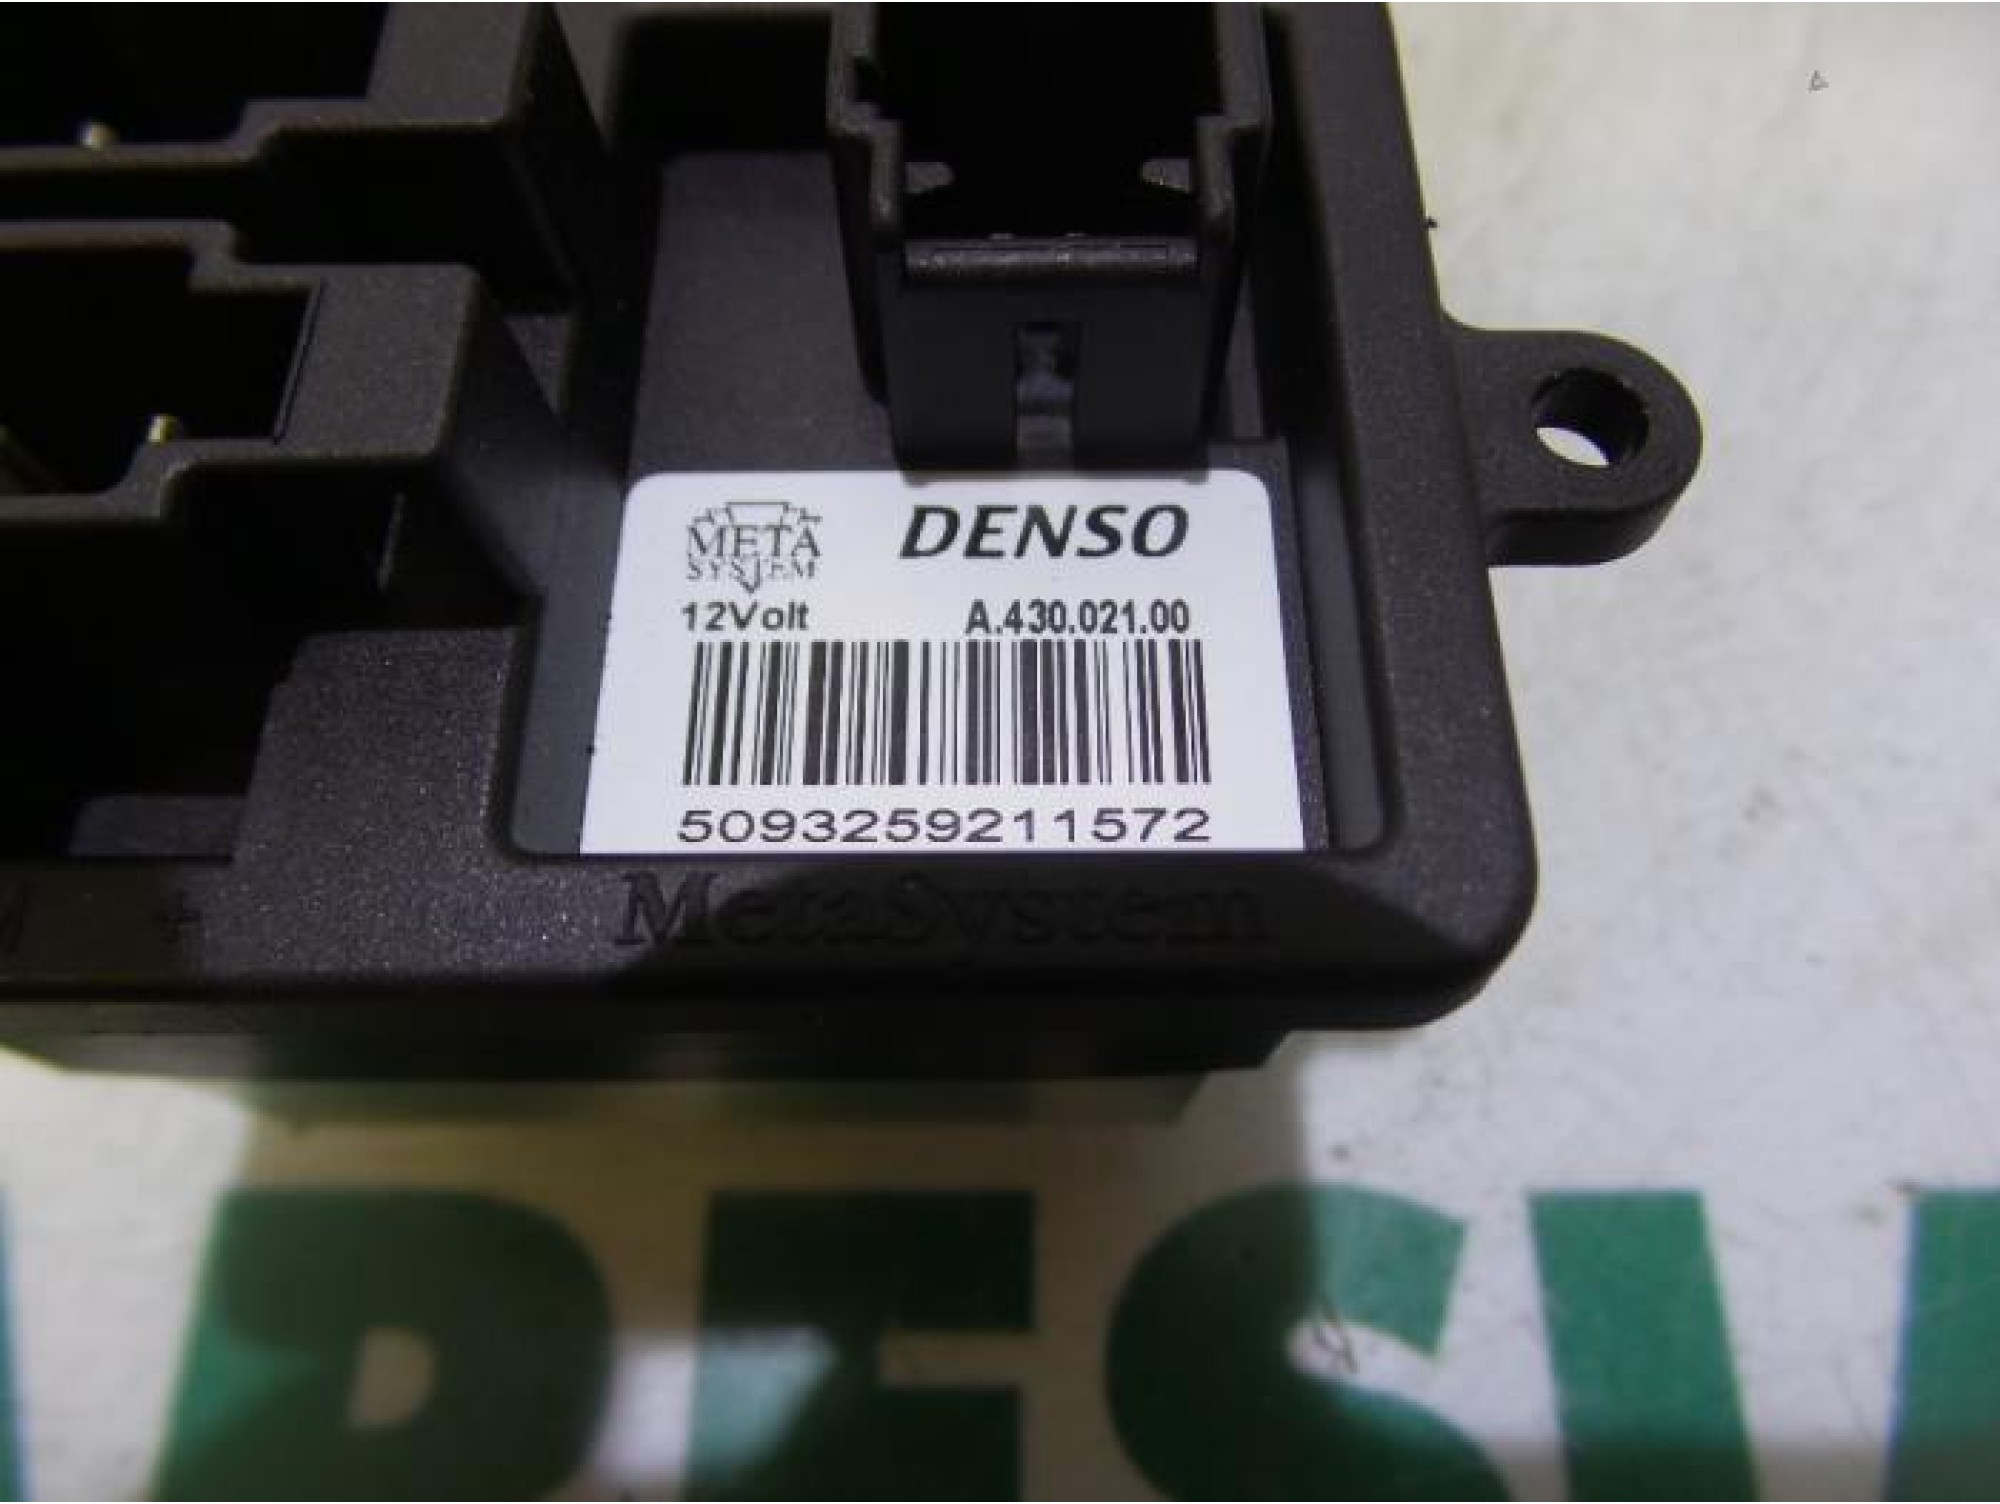 META SYSTEM
DENSO
12Volt
A.430.021.00
5093259211572
MetaSystem
+